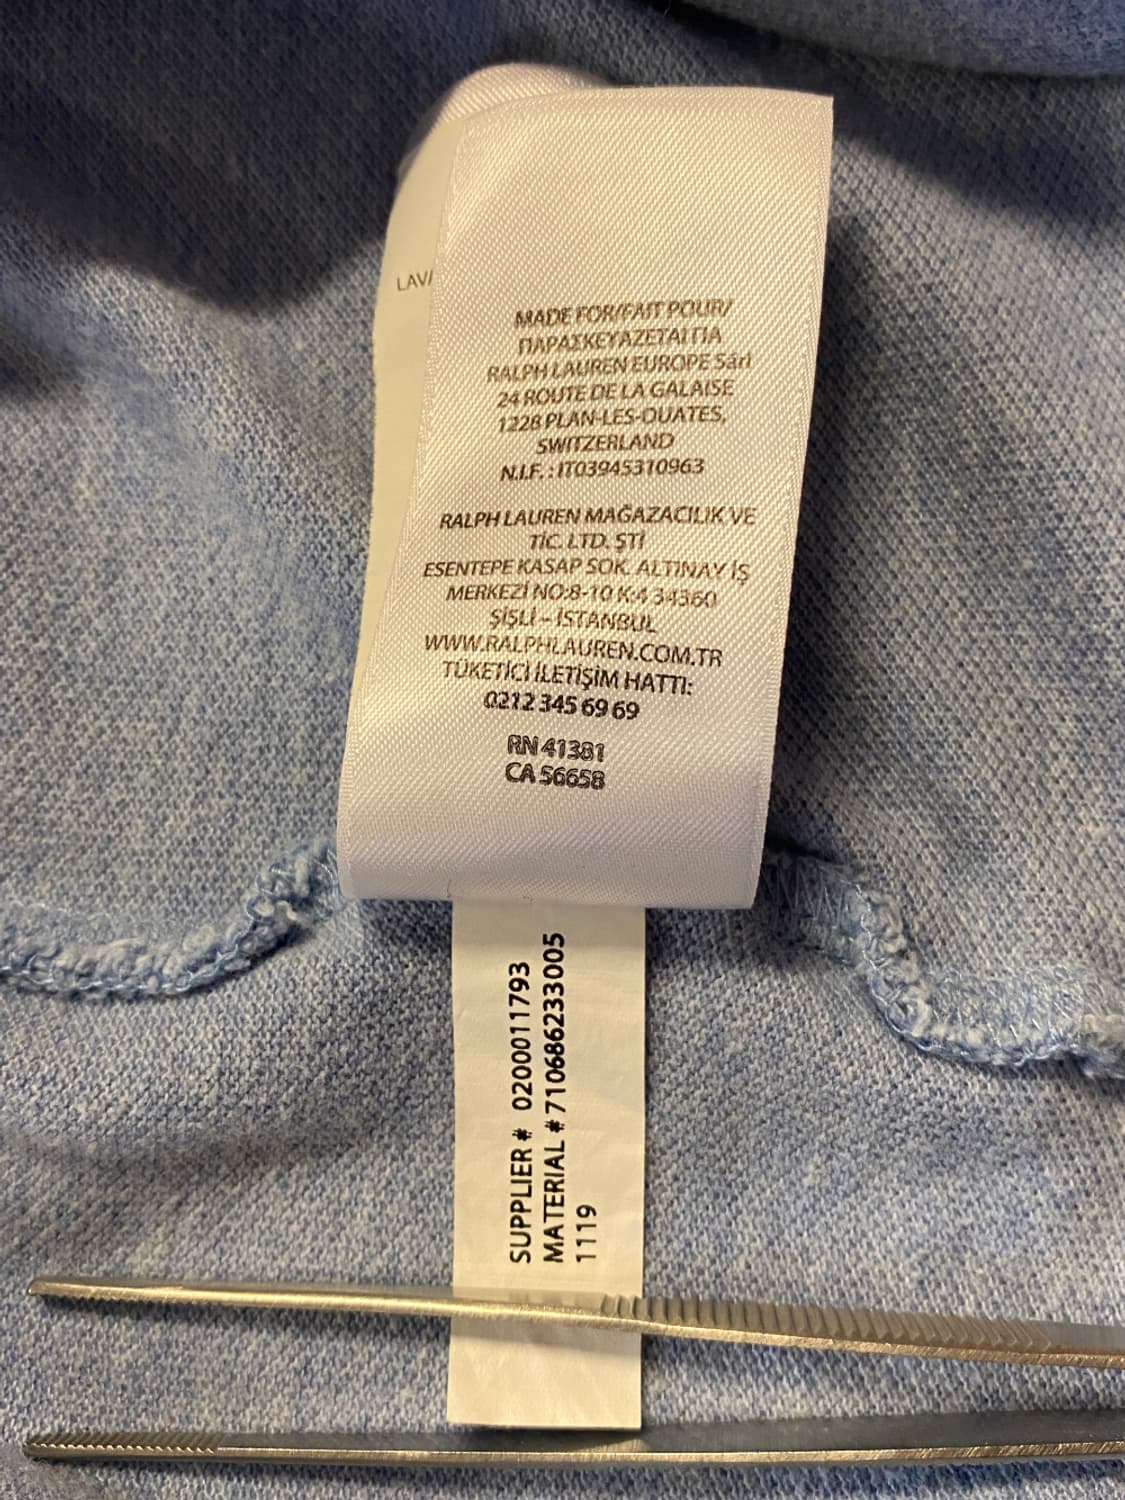 LAVA
MADE FOR/FAIT POUR/
ΠΑΡΑΣΚΕΥΑΖΕΤΑΙ ΓΙΑ
RALPH LAUREN EUROPE Sàrl
24 ROUTE DE LA GALAISE
1228 PLAN-LES-OUATES,
SWITZERLAND
N.I.F. : IT03945310963
RALPH LAUREN MAĞAZACILIK VE
TİC. LTD. ŞTİ
ESENTEPE KASAP SOK. ALTINAY İŞ
MERKEZİ NO:8-10 K:4 34360
ŞİŞLİ – İSTANBUL
WWW.RALPHLAUREN.COM.TR
TÜKETİCİ İLETİŞİM HATTI:
0212 345 69 69
RN 41381
CA 56658
SUPPLIER # 0200011793
MATERIAL # 710686233005
1119